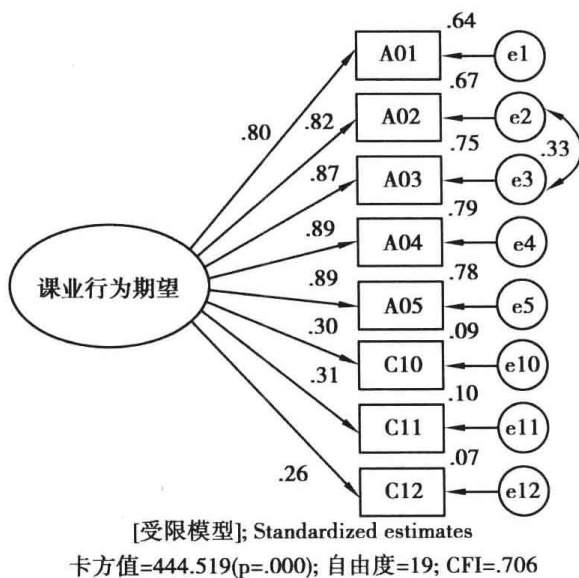 .64
A01
e1
.67
.80
.82
A02
e2
.75
.33
.87
A03
e3
.79
.89
A04
e4
.78
课业行为期望
.89
A05
e5
.09
.30
C10
e10
.10
.31
C11
e11
.07
.26
C12
e12
[受限模型]; Standardized estimates
卡方值=444.519(p=.000); 自由度=19; CFI=.706